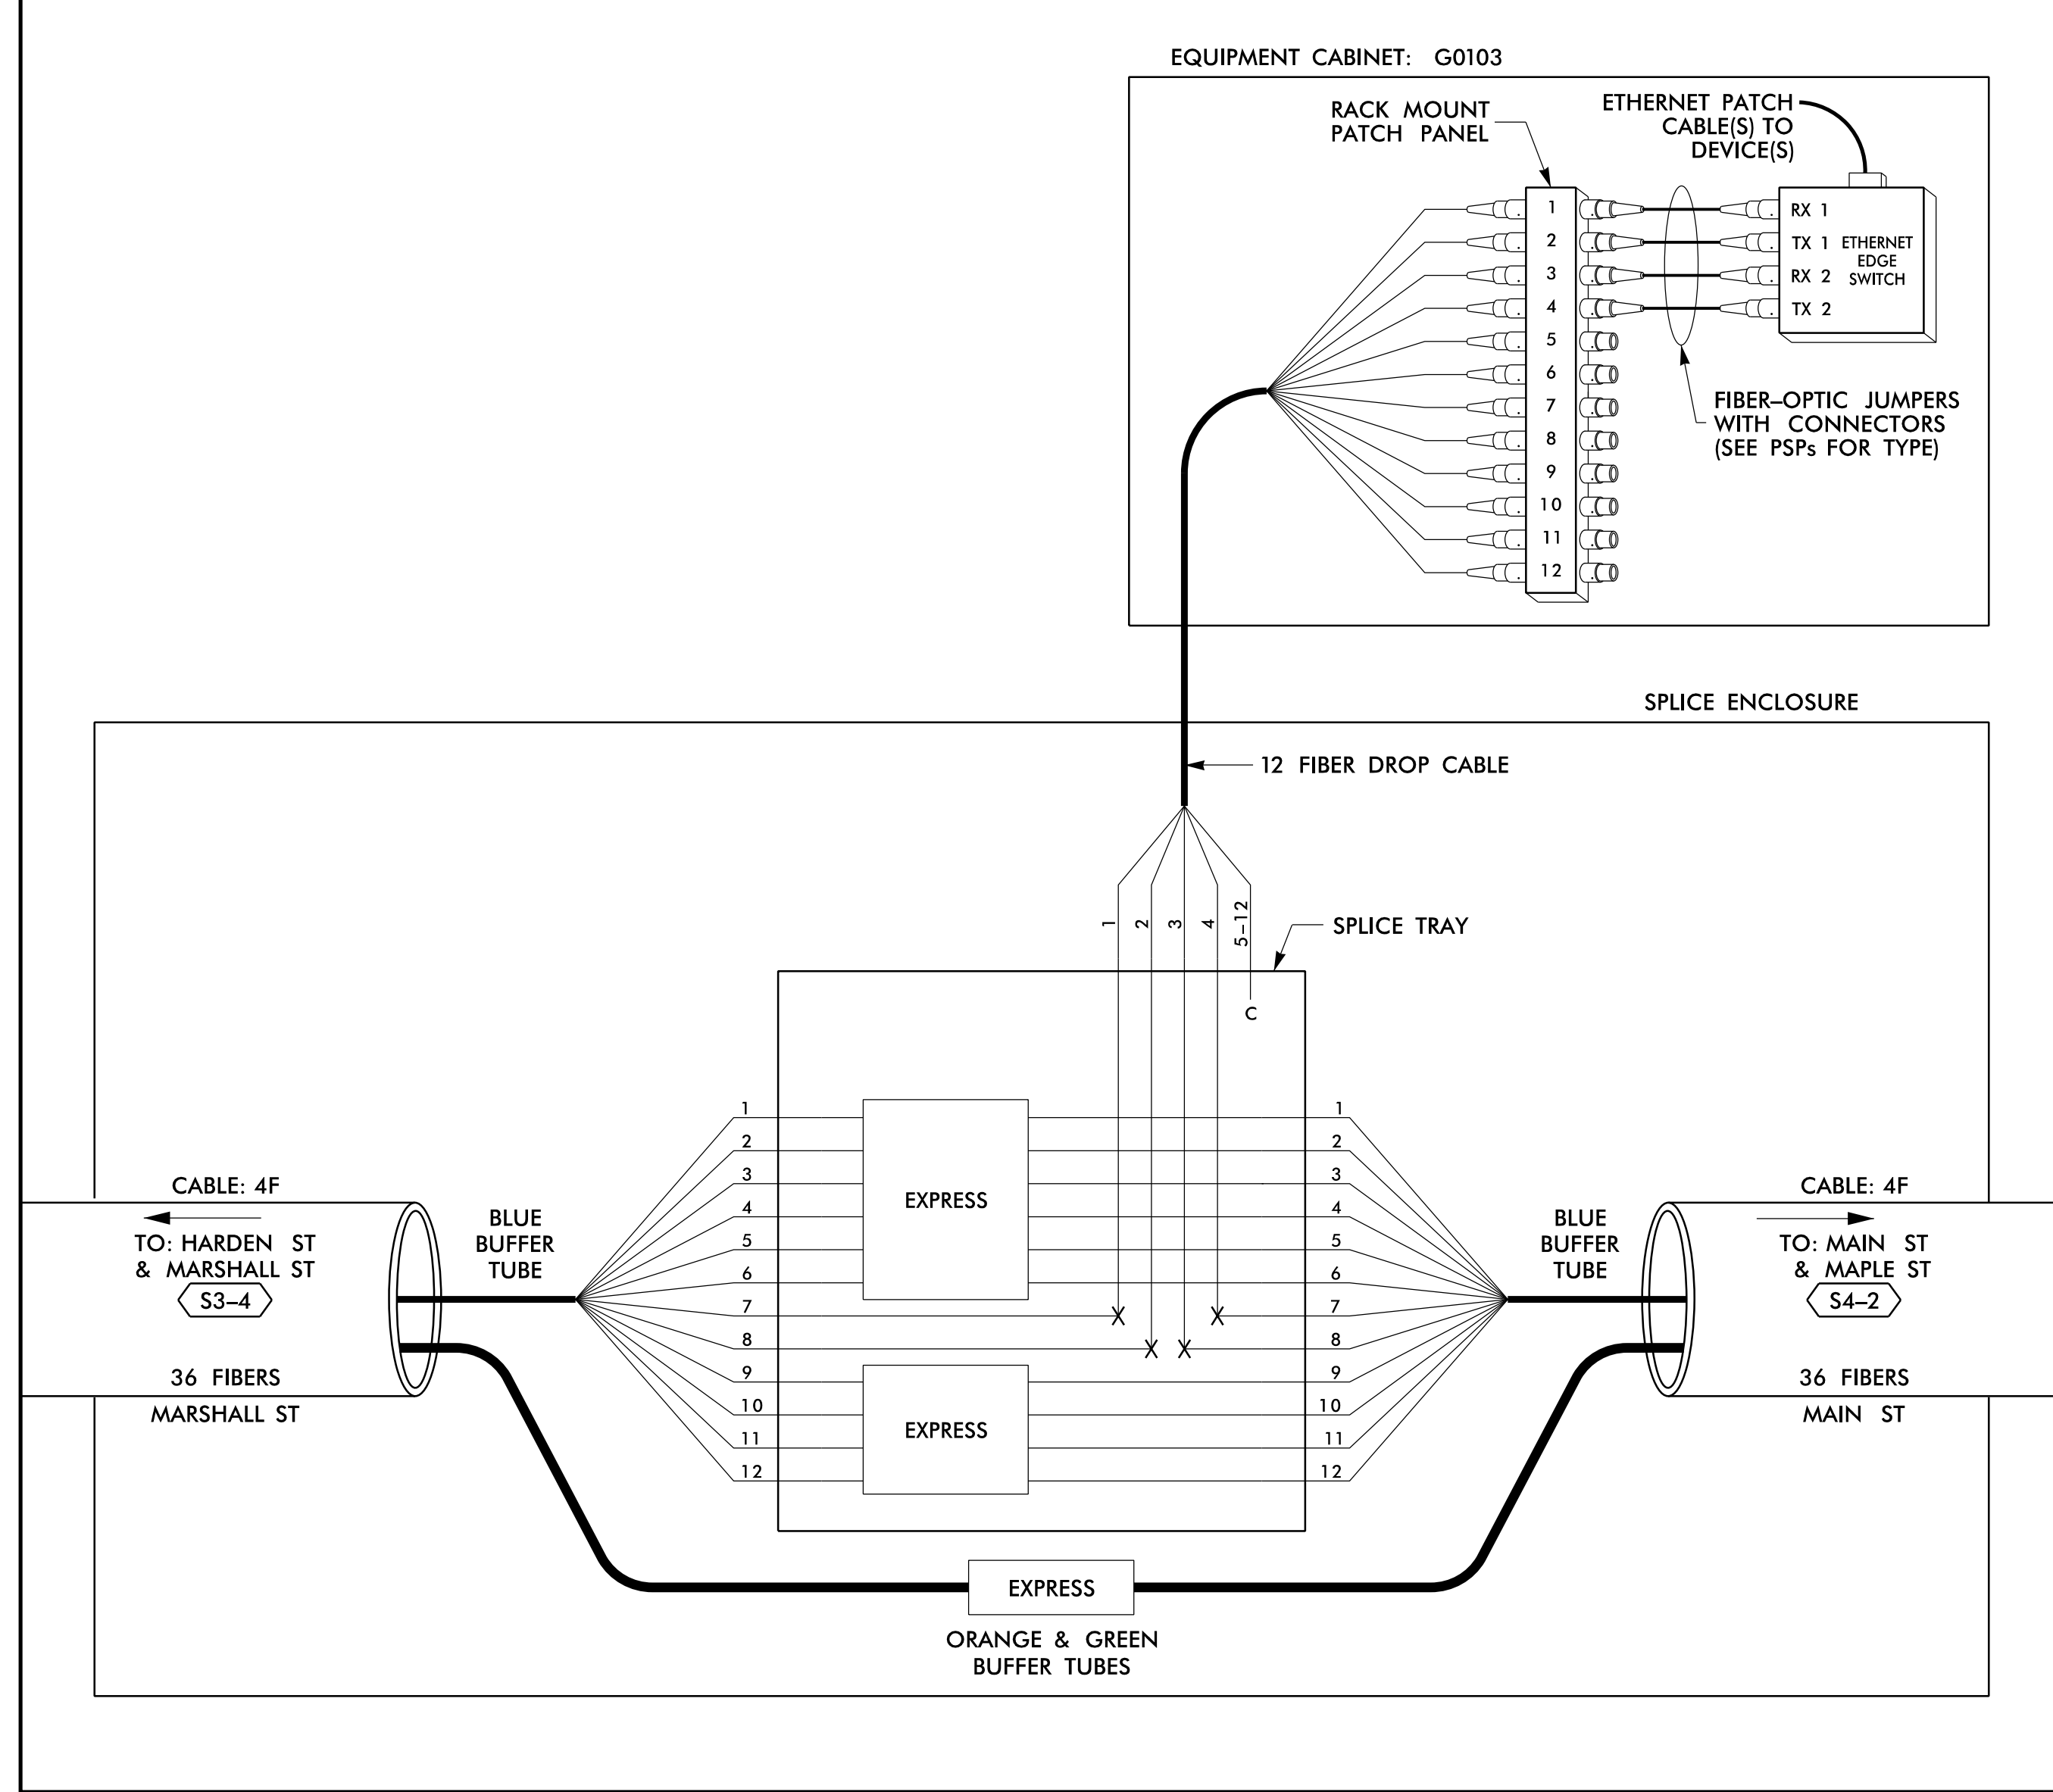 EQUIPMENT CABINET: G0103
RACK MOUNT
PATCH PANEL
ETHERNET PATCH
CABLE(S) TO
DEVICE(S)
1
2
3
4
5
6
7
8
9
10
11
12
RX 1
TX 1
RX 2
TX 2
ETHERNET
EDGE
SWITCH
FIBER–OPTIC JUMPERS
WITH CONNECTORS
(SEE PSPs FOR TYPE)
SPLICE ENCLOSURE
12 FIBER DROP CABLE
1
2
3
4
5–12
SPLICE TRAY
C
CABLE: 4F
TO: HARDEN ST
& MARSHALL ST
S3–4
36 FIBERS
MARSHALL ST
BLUE
BUFFER
TUBE
1
2
3
4
5
6
7
8
9
10
11
12
EXPRESS
EXPRESS
1
2
3
4
5
6
7
8
9
10
11
12
BLUE
BUFFER
TUBE
CABLE: 4F
TO: MAIN ST
& MAPLE ST
S4–2
36 FIBERS
MAIN ST
EXPRESS
ORANGE & GREEN
BUFFER TUBES